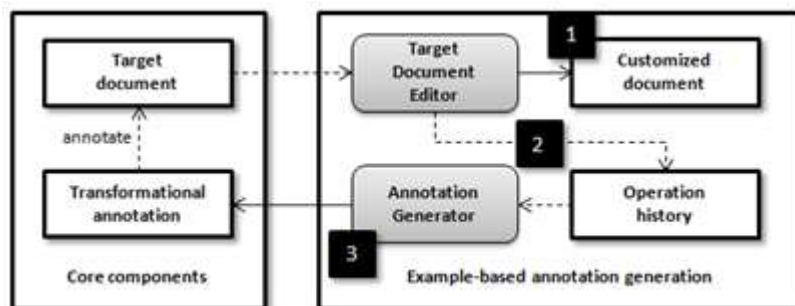 Target
document
annotate
Transformational
annotation
Core components
Target
Document
Editor
1
Customized
document
2
Annotation
Generator
3
Operation
history
Example-based annotation generation